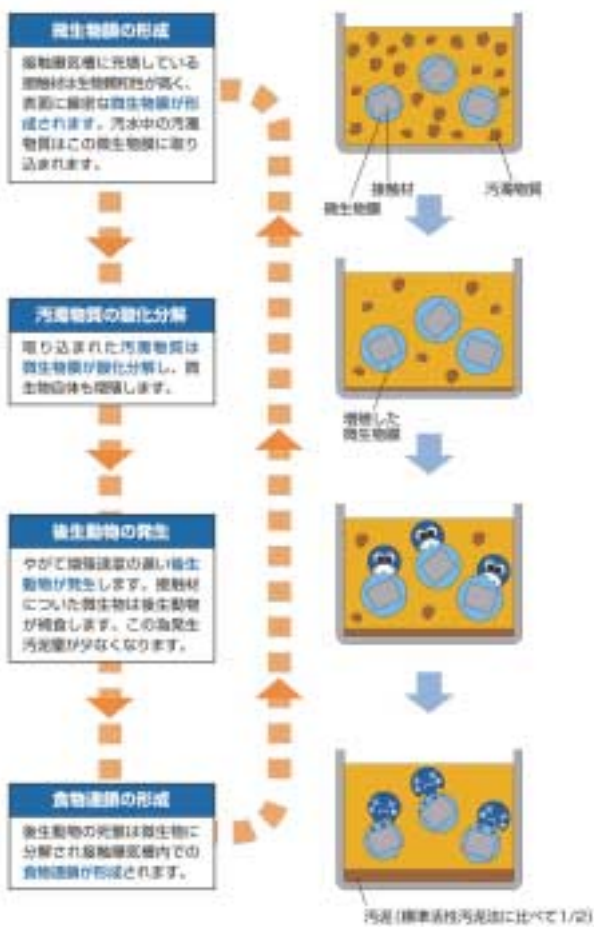 微生物膜の形成
接触曝気槽に充填している
接触材は生物親和性が高く、
表面に緻密な微生物膜が形
成されます。汚水中の汚濁
物質はこの微生物膜に取り
込まれます。
接触材
汚濁物質
微生物膜
汚濁物質の酸化分解
取り込まれた汚濁物質は
微生物膜が酸化分解し、微
生物自体も増殖します。
増殖した
微生物膜
後生動物の発生
やがて増殖速度の遅い後生
動物が発生します。接触材
についた微生物は後生動物
が補食します。この為発生
汚泥量が少なくなります。
食物連鎖の形成
後生動物の死骸は微生物に
分解され接触曝気槽内での
食物連鎖が形成されます。
汚泥(標準活性汚泥法に比べて1/2)